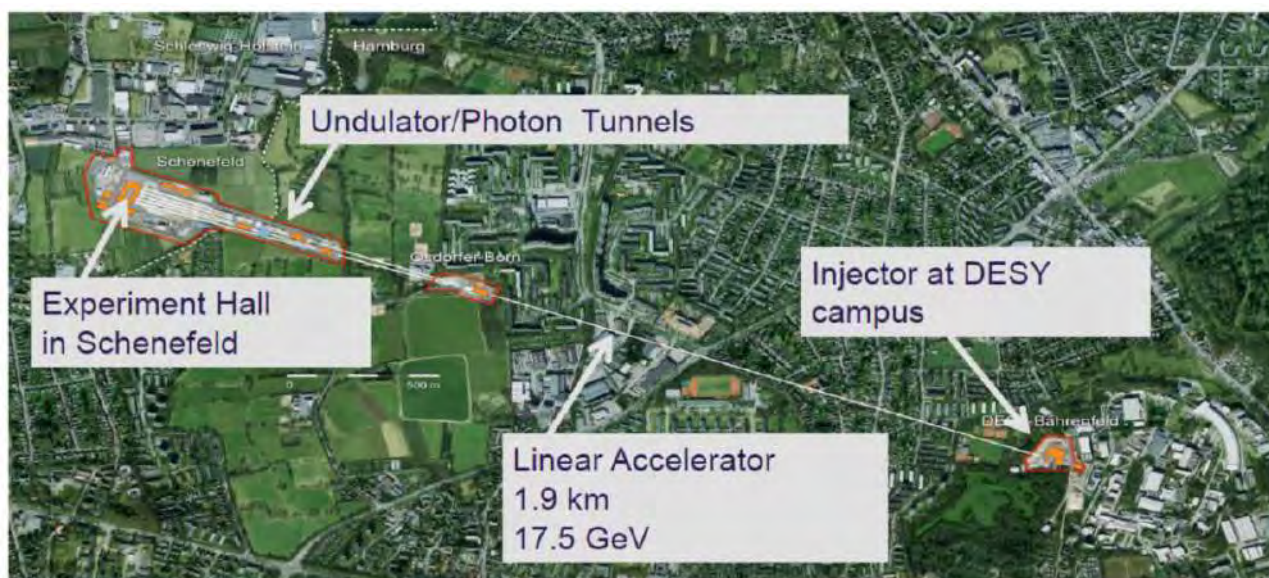 Schleswig-Holstein
Hamburg
Undulator/Photon Tunnels
Schenefeld
Osdorfer Born
Experiment Hall
in Schenefeld
Injector at DESY
campus
0
500 m
DESY-Bahrenfeld
Linear Accelerator
1.9 km
17.5 GeV